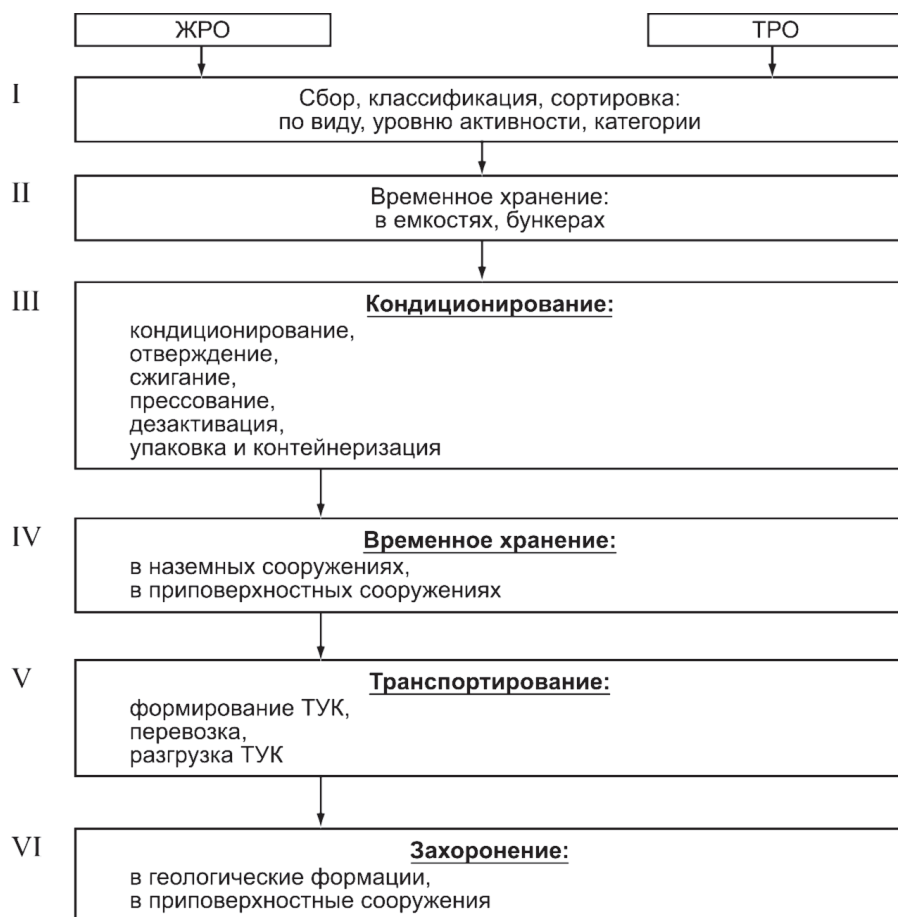 ЖРО
ТРО
I
Сбор, классификация, сортировка:
по виду, уровню активности, категории
II
Временное хранение:
в емкостях, бункерах
III
Кондиционирование:
кондиционирование,
отверждение,
сжигание,
прессование,
дезактивация,
упаковка и контейнеризация
IV
Временное хранение:
в наземных сооружениях,
в приповерхностных сооружениях
V
Транспортирование:
формирование ТУК,
перевозка,
разгрузка ТУК
VI
Захоронение:
в геологические формации,
в приповерхностные сооружения